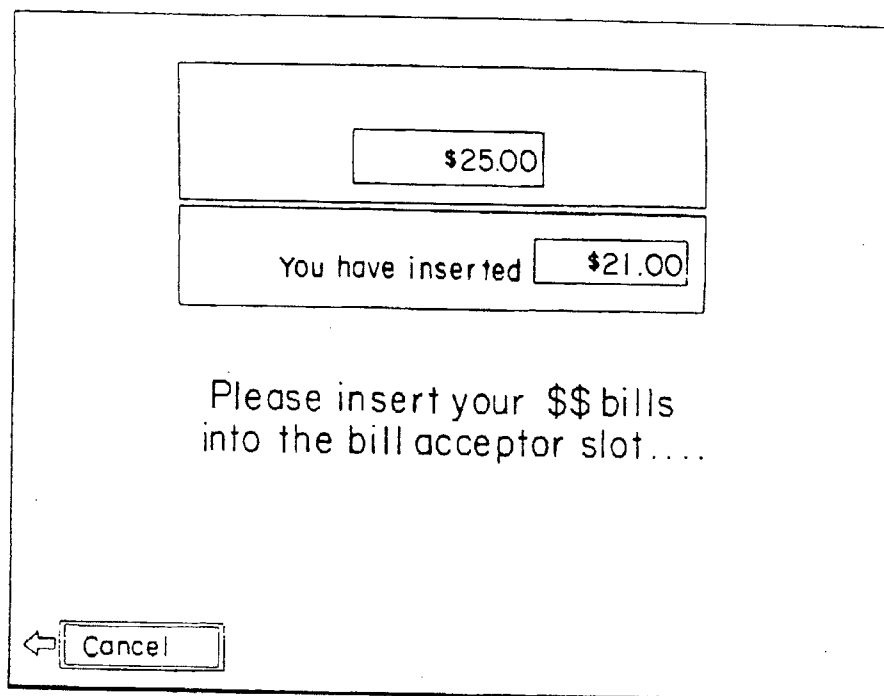 $25.00
You have inserted $21.00
Please insert your $$ bills
into the bill acceptor slot....
Cancel